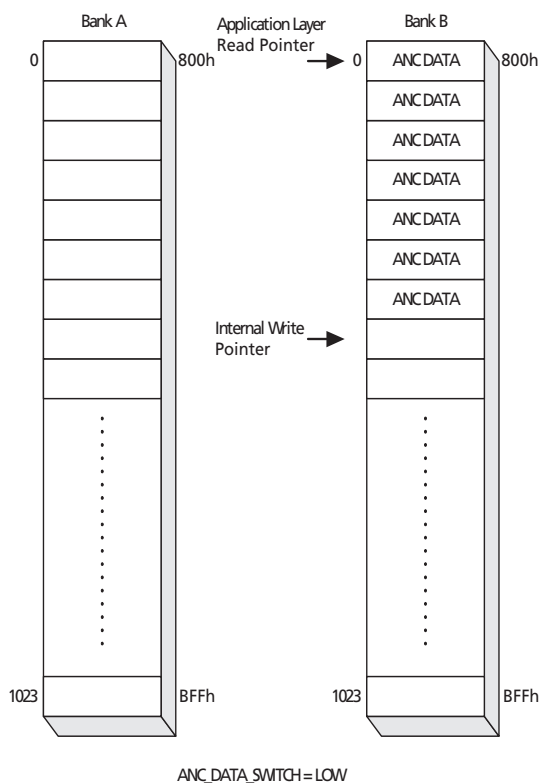 Bank A
Application Layer
Read Pointer
Bank B
0
800h
0
ANC DATA
800h
ANC DATA
ANC DATA
ANC DATA
ANC DATA
ANC DATA
ANC DATA
Internal Write
Pointer
1023
BFFh
1023
BFFh
ANC_DATA_SWITCH = LOW